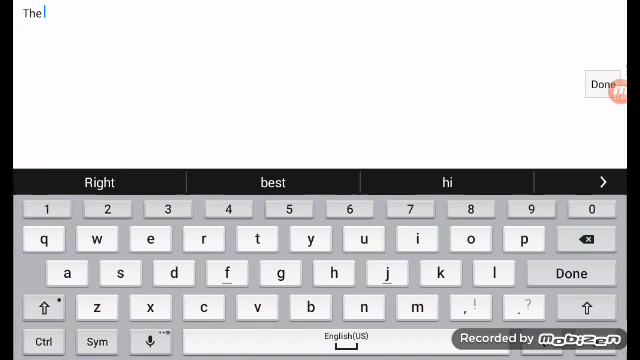 The
Done
Right best hi >
1 2 3 4 5 6 7 8 9 0
q w e r t y u i o p
a s d f g h j k l Done
z x c v b n m , ! . ?
Ctrl Sym English(US)
Recorded by mobizen